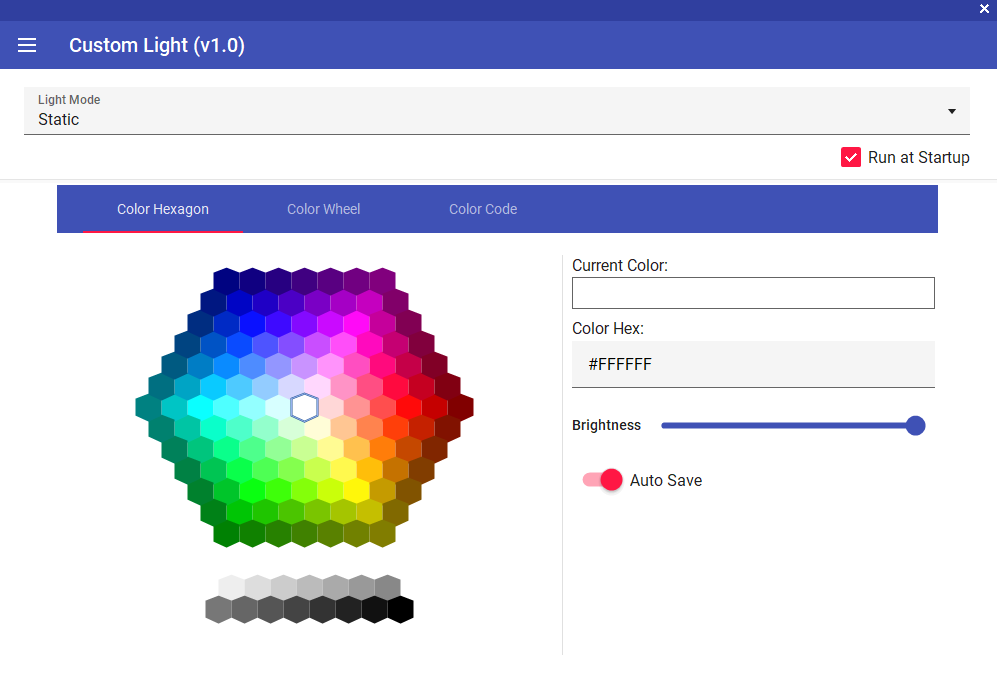 Custom Light (v1.0)
Light Mode
Static
Run at Startup
Color Hexagon
Color Wheel
Color Code
Current Color:
Color Hex:
#FFFFFF
Brightness
Auto Save